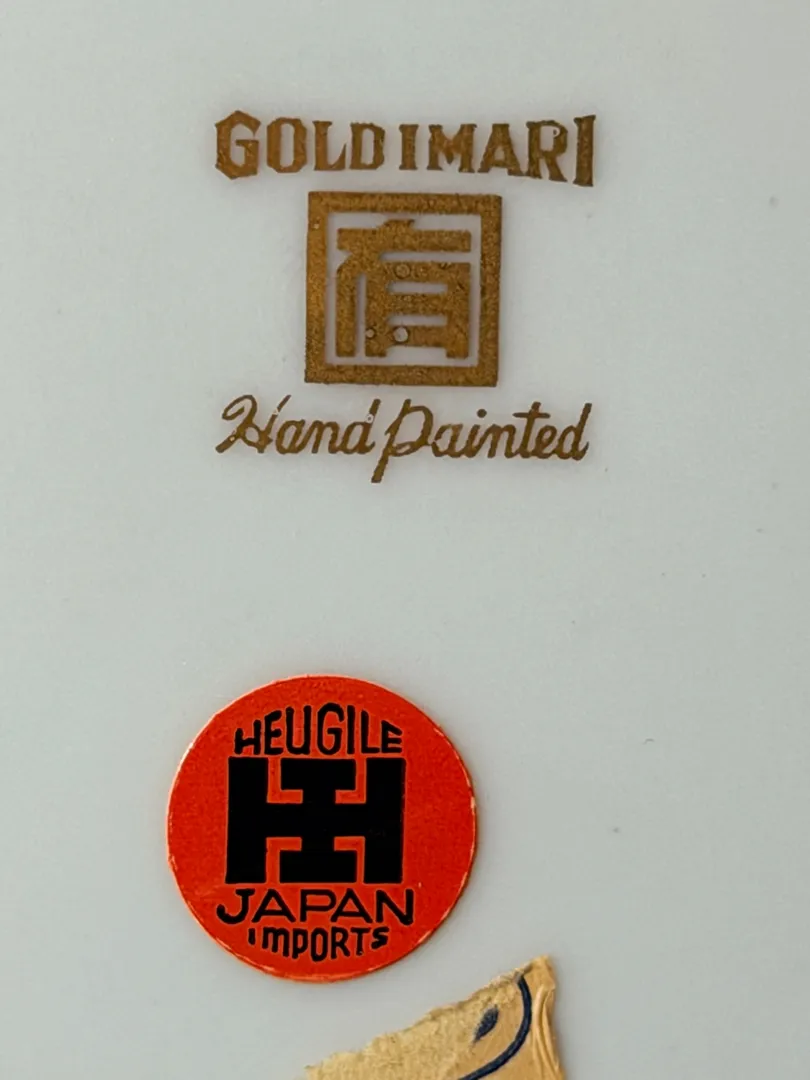 GOLD IMARI
有
Hand Painted
HEUGILE
H
JAPAN
IMPORTS